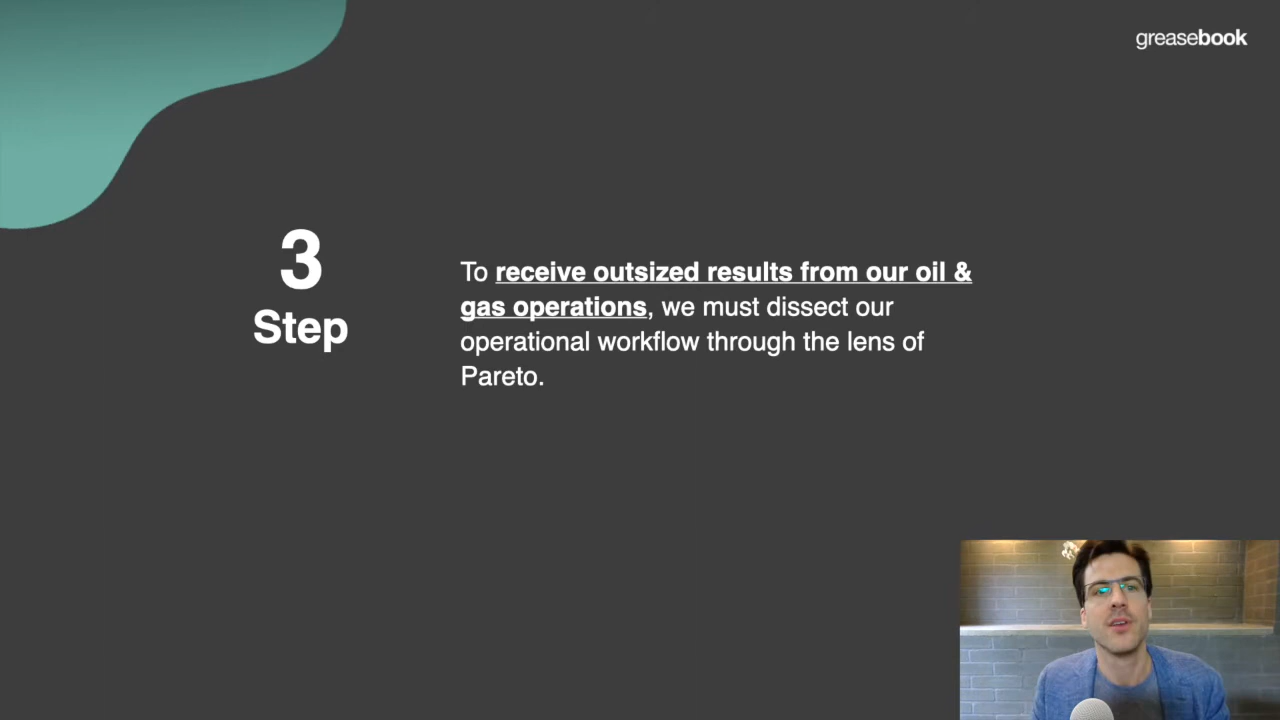 greasebook
3
Step
To receive outsized results from our oil &
gas operations, we must dissect our
operational workflow through the lens of
Pareto.